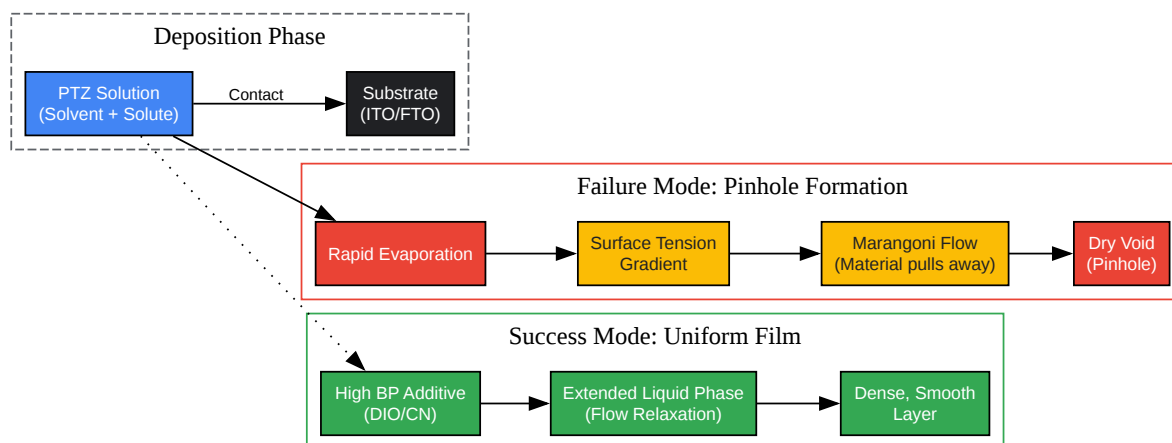 Deposition Phase
PTZ Solution
(Solvent + Solute)
Contact
Substrate
(ITO/FTO)
Failure Mode: Pinhole Formation
Rapid Evaporation
Surface Tension
Gradient
Marangoni Flow
(Material pulls away)
Dry Void
(Pinhole)
Success Mode: Uniform Film
High BP Additive
(DIO/CN)
Extended Liquid Phase
(Flow Relaxation)
Dense, Smooth
Layer